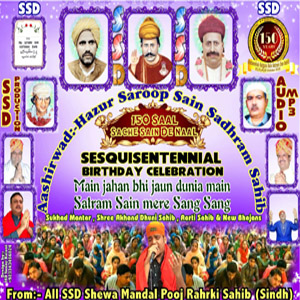 SSD
SSD
150
YEARS
SSD
PRODUCTION
AUDIO
MP3
Aashirwad:-Hazur Saroop Sain Sadhram Sahib
150 SAAL
SACHE SAIN DE NAAL
SESQUISENTENNIAL
BIRTHDAY CELEBRATION
Main jahan bhi jaun dunia main
Satram Sain mere Sang Sang
Sukhad Mantar, Shree Akhand Dhuni Sahib, Aarti Sahib & New Bhajans
From:- All SSD Shewa Mandal Pooj Rahrki Sahib (Sindh)